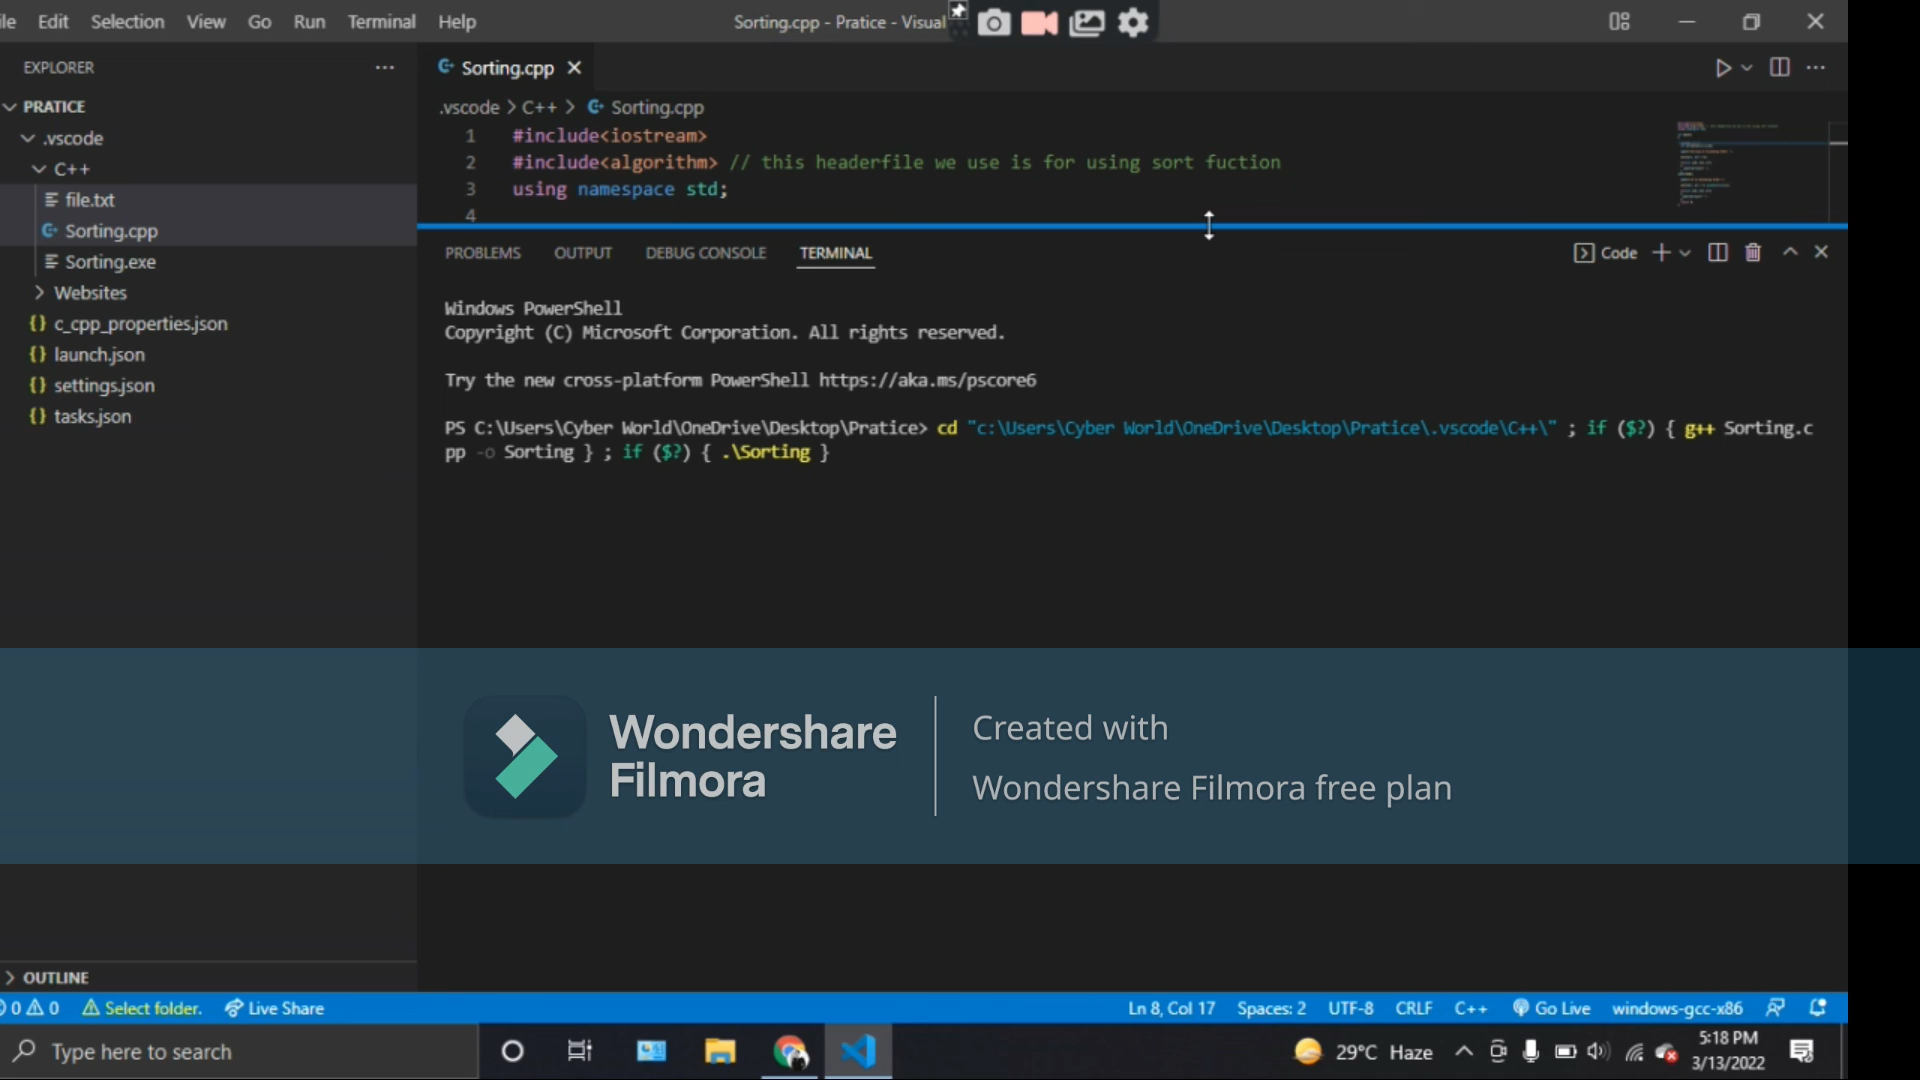 ile Edit Selection View Go Run Terminal Help
Sorting.cpp - Pratice - Visual
EXPLORER
PRATICE
.vscode
C++
file.txt
Sorting.cpp
Sorting.exe
Websites
c_cpp_properties.json
launch.json
settings.json
tasks.json
OUTLINE
Sorting.cpp
.vscode > C++ > Sorting.cpp
1 #include<iostream>
2 #include<algorithm> // this headerfile we use is for using sort fuction
3 using namespace std;
4
PROBLEMS OUTPUT DEBUG CONSOLE TERMINAL
Code
Windows PowerShell
Copyright (C) Microsoft Corporation. All rights reserved.
Try the new cross-platform PowerShell https://aka.ms/pscore6
PS C:\Users\Cyber World\OneDrive\Desktop\Pratice> cd "c:\Users\Cyber World\OneDrive\Desktop\Pratice\.vscode\C++\" ; if ($?) { g++ Sorting.c
pp -o Sorting } ; if ($?) { .\Sorting }
Wondershare
Filmora
Created with
Wondershare Filmora free plan
0 0 Select folder. Live Share
Ln 8, Col 17 Spaces: 2 UTF-8 CRLF C++ Go Live windows-gcc-x86
Type here to search
29°C Haze
5:18 PM
3/13/2022